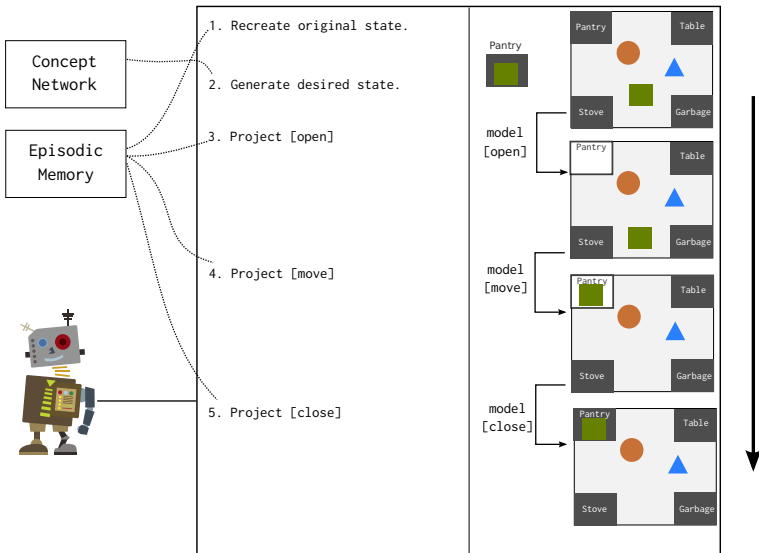 Concept
Network
Episodic
Memory
1. Recreate original state.
2. Generate desired state.
3. Project [open]
4. Project [move]
5. Project [close]
Pantry
model
[open]
model
[move]
model
[close]
Pantry
Table
Stove
Garbage
Pantry
Table
Stove
Garbage
Pantry
Table
Stove
Garbage
Pantry
Table
Stove
Garbage